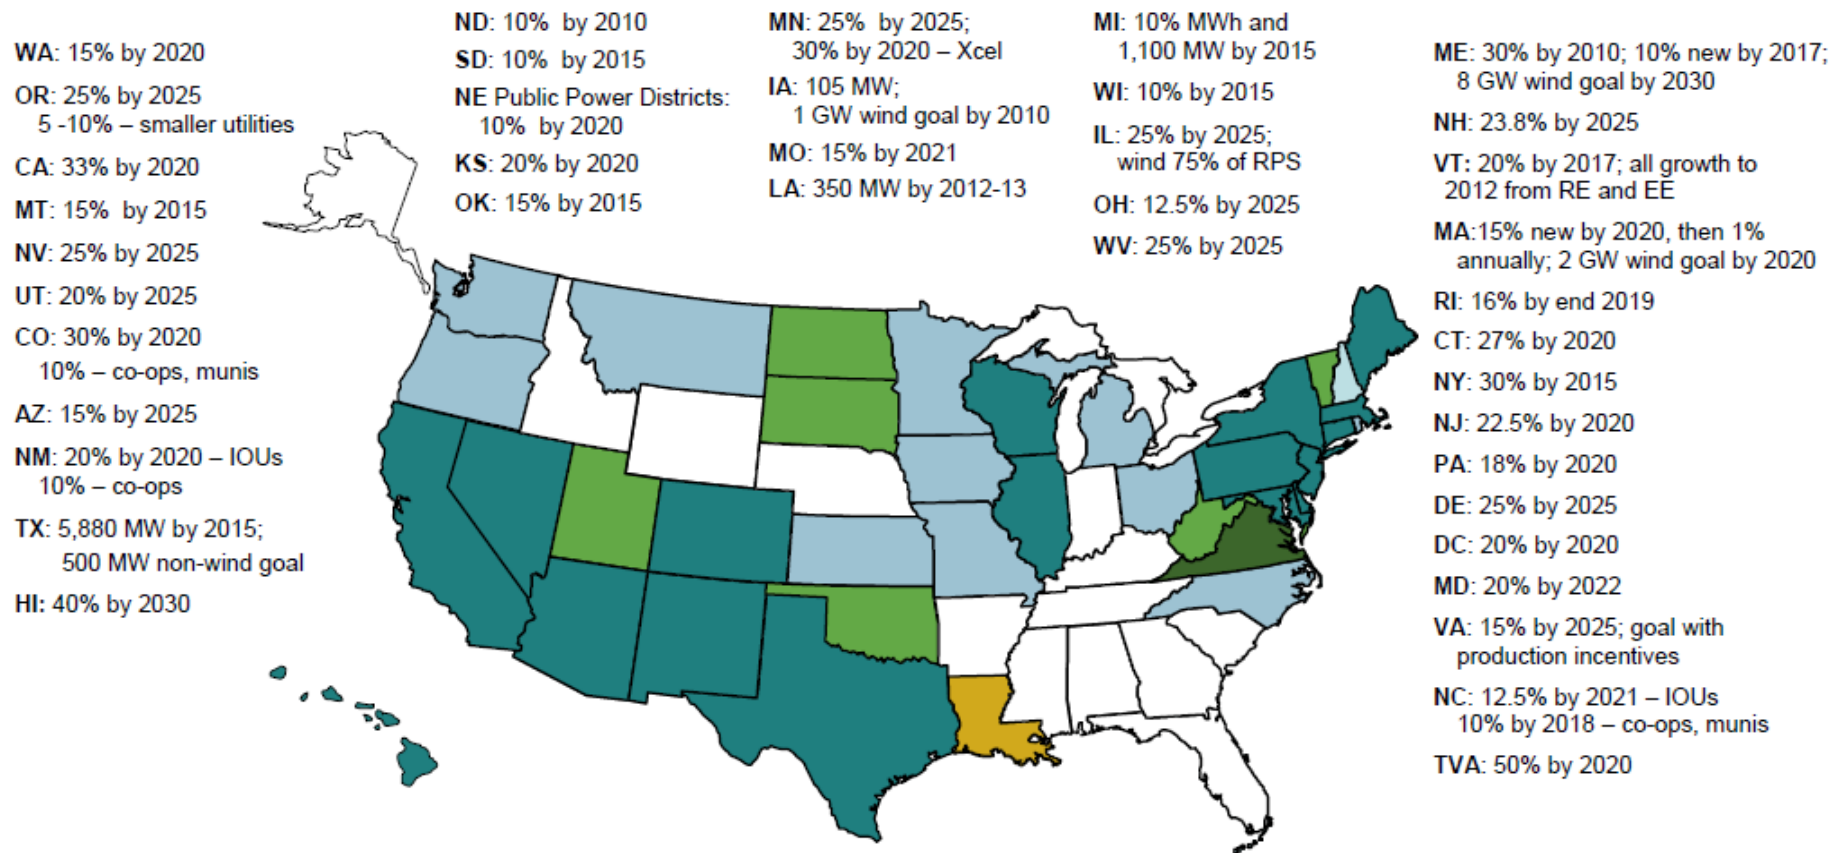 WA: 15% by 2020
OR: 25% by 2025
5 -10% – smaller utilities
CA: 33% by 2020
MT: 15% by 2015
NV: 25% by 2025
UT: 20% by 2025
CO: 30% by 2020
10% – co-ops, munis
AZ: 15% by 2025
NM: 20% by 2020 – IOUs
10% – co-ops
TX: 5,880 MW by 2015;
500 MW non-wind goal
HI: 40% by 2030
ND: 10% by 2010
SD: 10% by 2015
NE Public Power Districts:
10% by 2020
KS: 20% by 2020
OK: 15% by 2015
MN: 25% by 2025;
30% by 2020 – Xcel
IA: 105 MW;
1 GW wind goal by 2010
MO: 15% by 2021
LA: 350 MW by 2012-13
MI: 10% MWh and
1,100 MW by 2015
WI: 10% by 2015
IL: 25% by 2025;
wind 75% of RPS
OH: 12.5% by 2025
WV: 25% by 2025
ME: 30% by 2010; 10% new by 2017;
8 GW wind goal by 2030
NH: 23.8% by 2025
VT: 20% by 2017; all growth to
2012 from RE and EE
MA:15% new by 2020, then 1%
annually; 2 GW wind goal by 2020
RI: 16% by end 2019
CT: 27% by 2020
NY: 30% by 2015
NJ: 22.5% by 2020
PA: 18% by 2020
DE: 25% by 2025
DC: 20% by 2020
MD: 20% by 2022
VA: 15% by 2025; goal with
production incentives
NC: 12.5% by 2021 – IOUs
10% by 2018 – co-ops, munis
TVA: 50% by 2020